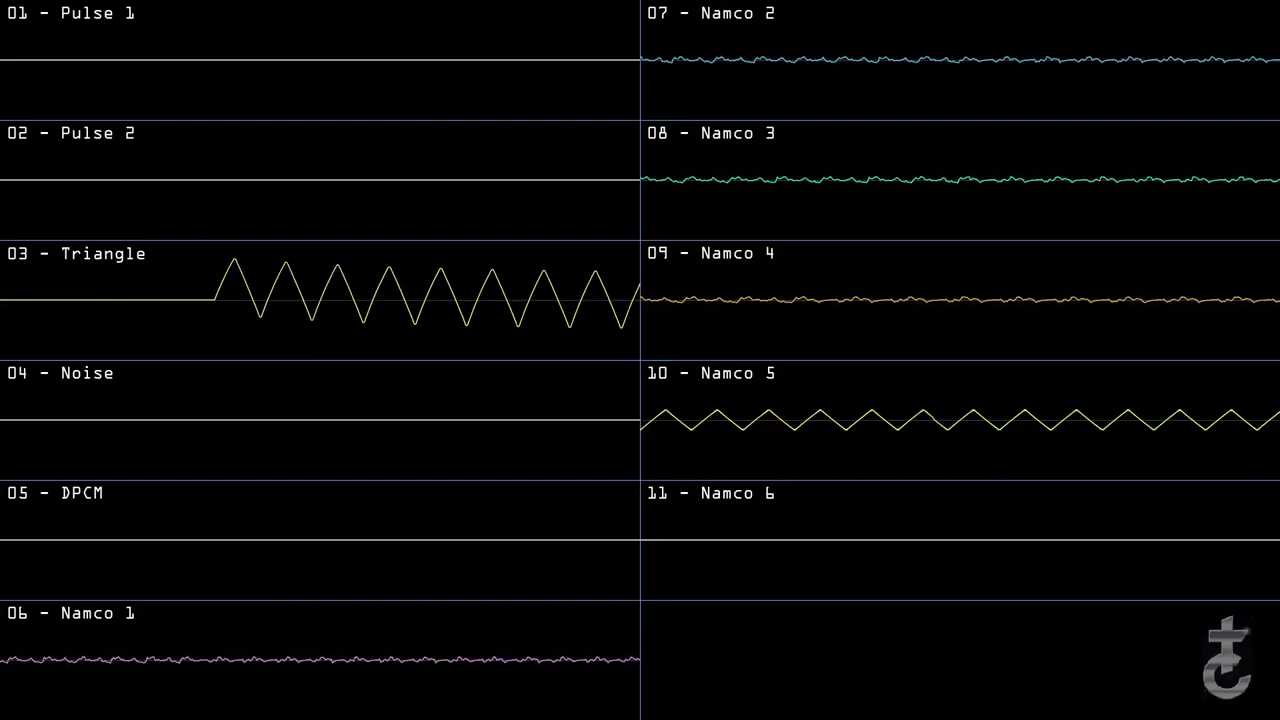 01 - Pulse 1
02 - Pulse 2
03 - Triangle
04 - Noise
05 - DPCM
06 - Namco 1
07 - Namco 2
08 - Namco 3
09 - Namco 4
10 - Namco 5
11 - Namco 6